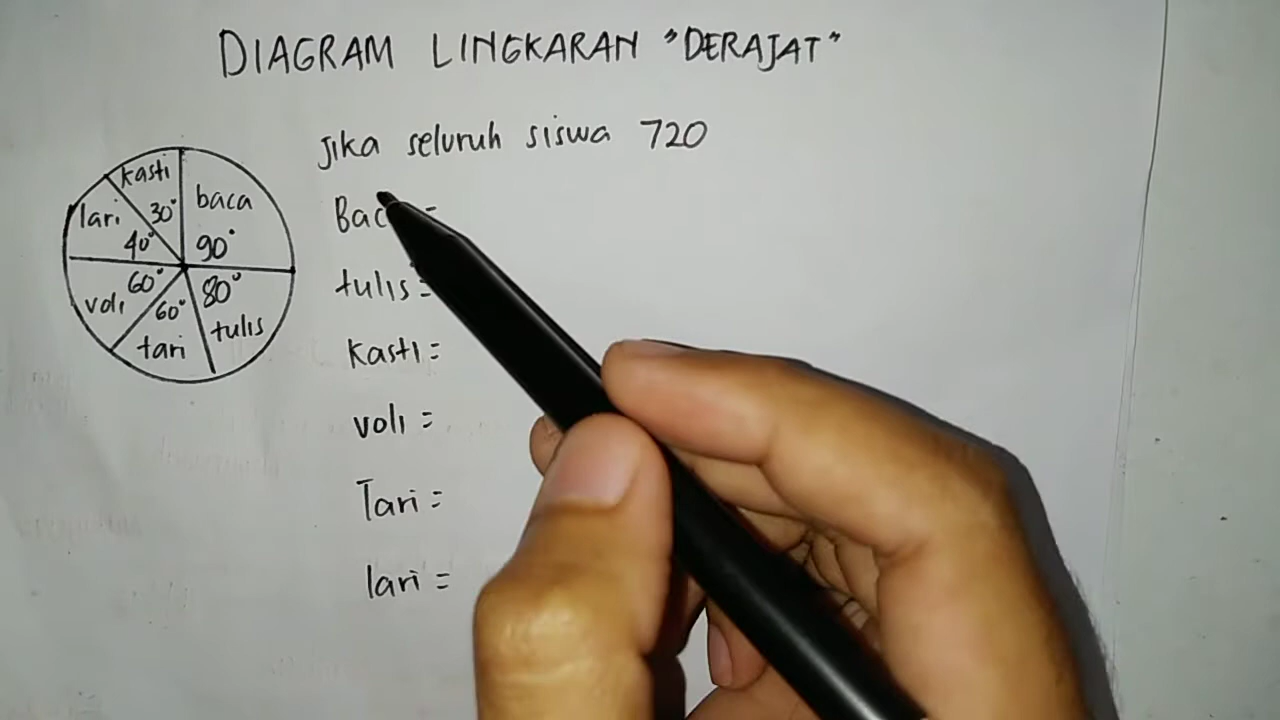 DIAGRAM LINGKARAN "DERAJAT"
Jika seluruh siswa 720
kasti
30°
baca
90°
lari
40°
voli
60°
tari
60°
80°
tulis
tulis =
Kasti =
voli =
Tari =
lari =